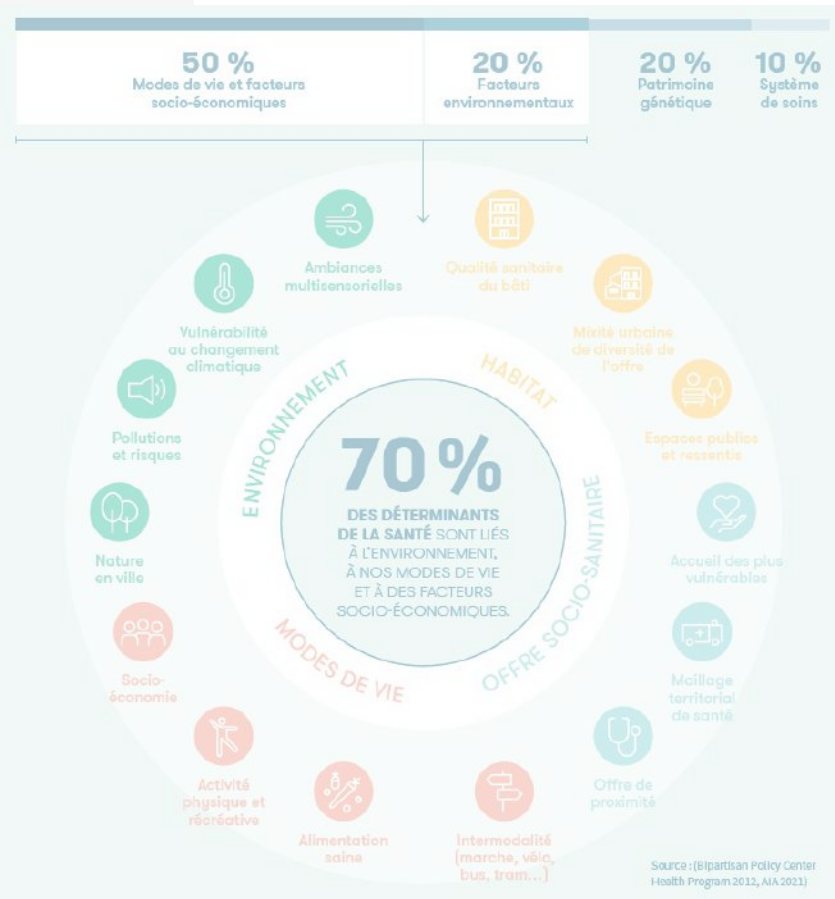 50 %
Modes de vie et facteurs
socio-économiques
20 %
Facteurs
environnementaux
20 %
Patrimoine
génétique
10 %
Système
de soins
Ambiances
multisensorielles
Qualité sanitaire
du bâti
Vulnérabilité
au changement
climatique
Mixité urbaine
de diversité de
l'offre
Pollutions
et risques
Espaces publics
et ressentis
Nature
en ville
Accueil des plus
vulnérables
Socio-
économie
Maillage
territorial
de santé
Activité
physique et
récréative
Offre de
proximité
Alimentation
saine
Intermodalité
(marche, vélo,
bus, tram...)
ENVIRONNEMENT
HABITAT
OFFRE SOCIO-SANITAIRE
MODES DE VIE
70 %
DES DÉTERMINANTS
DE LA SANTÉ SONT LIÉS
À L'ENVIRONNEMENT,
À NOS MODES DE VIE
ET À DES FACTEURS
SOCIO-ÉCONOMIQUES.
Source : (Bipartisan Policy Center
Health Program 2012, AIA 2021)